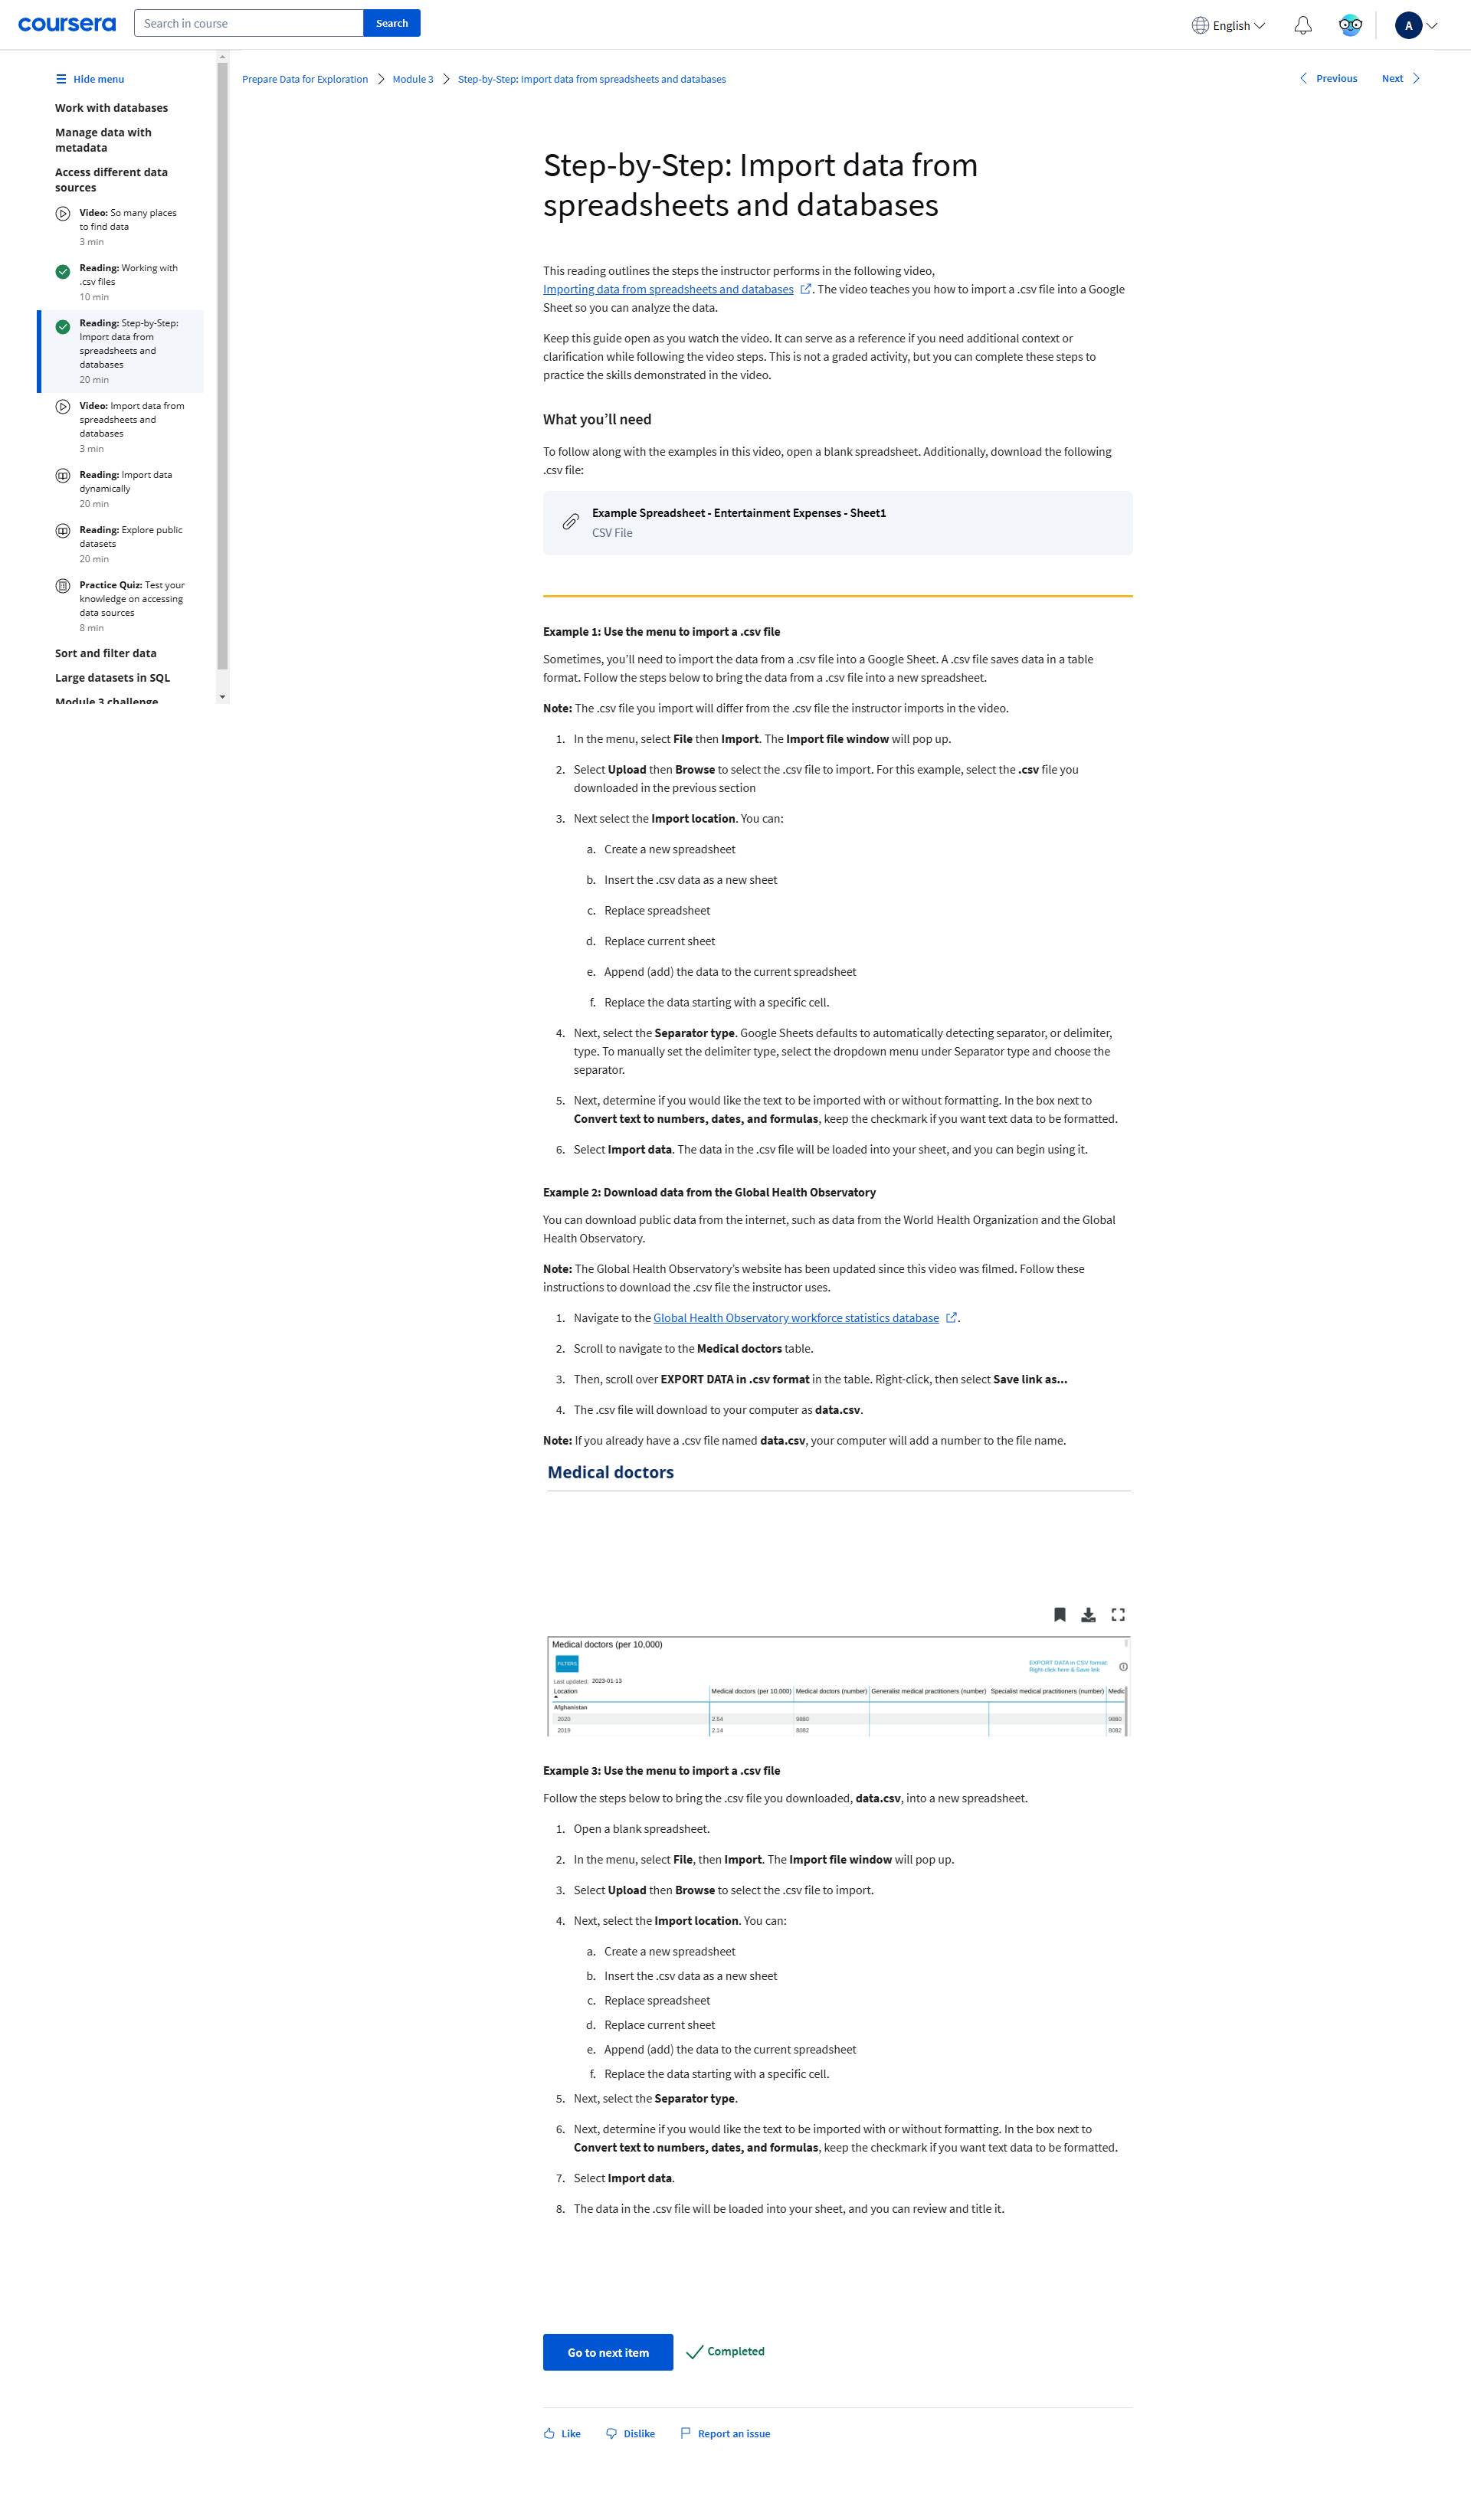 coursera
Search in course
Search
English
A
Hide menu
Work with databases
Manage data with
metadata
Access different data
sources
Video: So many places
to find data
3 min
Reading: Working with
.csv files
10 min
Reading: Step-by-Step:
Import data from
spreadsheets and
databases
20 min
Video: Import data from
spreadsheets and
databases
3 min
Reading: Import data
dynamically
20 min
Reading: Explore public
datasets
20 min
Practice Quiz: Test your
knowledge on accessing
data sources
8 min
Sort and filter data
Large datasets in SQL
Module 3 challenge
Prepare Data for Exploration
Module 3
Step-by-Step: Import data from spreadsheets and databases
Previous
Next
Step-by-Step: Import data from
spreadsheets and databases
This reading outlines the steps the instructor performs in the following video,
Importing data from spreadsheets and databases. The video teaches you how to import a .csv file into a Google
Sheet so you can analyze the data.
Keep this guide open as you watch the video. It can serve as a reference if you need additional context or
clarification while following the video steps. This is not a graded activity, but you can complete these steps to
practice the skills demonstrated in the video.
What you’ll need
To follow along with the examples in this video, open a blank spreadsheet. Additionally, download the following
.csv file:
Example Spreadsheet - Entertainment Expenses - Sheet1
CSV File
Example 1: Use the menu to import a .csv file
Sometimes, you’ll need to import the data from a .csv file into a Google Sheet. A .csv file saves data in a table
format. Follow the steps below to bring the data from a .csv file into a new spreadsheet.
Note: The .csv file you import will differ from the .csv file the instructor imports in the video.
1. In the menu, select File then Import. The Import file window will pop up.
2. Select Upload then Browse to select the .csv file to import. For this example, select the .csv file you
downloaded in the previous section
3. Next select the Import location. You can:
a. Create a new spreadsheet
b. Insert the .csv data as a new sheet
c. Replace spreadsheet
d. Replace current sheet
e. Append (add) the data to the current spreadsheet
f. Replace the data starting with a specific cell.
4. Next, select the Separator type. Google Sheets defaults to automatically detecting separator, or delimiter,
type. To manually set the delimiter type, select the dropdown menu under Separator type and choose the
separator.
5. Next, determine if you would like the text to be imported with or without formatting. In the box next to
Convert text to numbers, dates, and formulas, keep the checkmark if you want text data to be formatted.
6. Select Import data. The data in the .csv file will be loaded into your sheet, and you can begin using it.
Example 2: Download data from the Global Health Observatory
You can download public data from the internet, such as data from the World Health Organization and the Global
Health Observatory.
Note: The Global Health Observatory’s website has been updated since this video was filmed. Follow these
instructions to download the .csv file the instructor uses.
1. Navigate to the Global Health Observatory workforce statistics database.
2. Scroll to navigate to the Medical doctors table.
3. Then, scroll over EXPORT DATA in .csv format in the table. Right-click, then select Save link as...
4. The .csv file will download to your computer as data.csv.
Note: If you already have a .csv file named data.csv, your computer will add a number to the file name.
Medical doctors
Medical doctors (per 10,000)
FILTERS
EXPORT DATA in CSV format:
Right-click here & Save link
Last updated: 2023-01-13
Location
Medical doctors (per 10,000) Medical doctors (number) Generalist medical practitioners (number) Specialist medical practitioners (number) Medic
Afghanistan
2020 2.54 9880 9880
2019 2.14 8082 8082
Example 3: Use the menu to import a .csv file
Follow the steps below to bring the .csv file you downloaded, data.csv, into a new spreadsheet.
1. Open a blank spreadsheet.
2. In the menu, select File, then Import. The Import file window will pop up.
3. Select Upload then Browse to select the .csv file to import.
4. Next, select the Import location. You can:
a. Create a new spreadsheet
b. Insert the .csv data as a new sheet
c. Replace spreadsheet
d. Replace current sheet
e. Append (add) the data to the current spreadsheet
f. Replace the data starting with a specific cell.
5. Next, select the Separator type.
6. Next, determine if you would like the text to be imported with or without formatting. In the box next to
Convert text to numbers, dates, and formulas, keep the checkmark if you want text data to be formatted.
7. Select Import data.
8. The data in the .csv file will be loaded into your sheet, and you can review and title it.
Go to next item
Completed
Like
Dislike
Report an issue